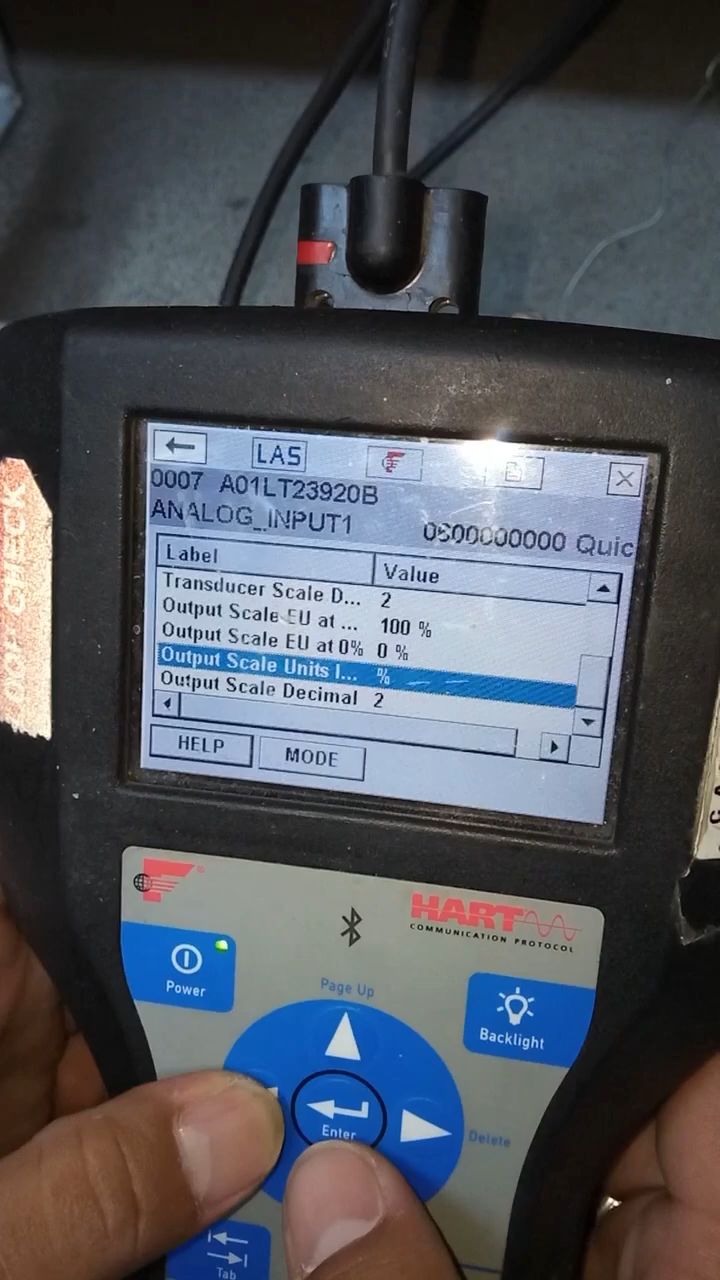 LAS
0007 A01LT23920B
ANALOG_INPUT1 0600000000 Quic
Label Value
Transducer Scale D... 2
Output Scale EU at ... 100 %
Output Scale EU at 0% 0 %
Output Scale Units I... %
Output Scale Decimal 2
HELP MODE
HART
COMMUNICATION PROTOCOL
Power
Page Up
Backlight
Enter
Delete
Tab